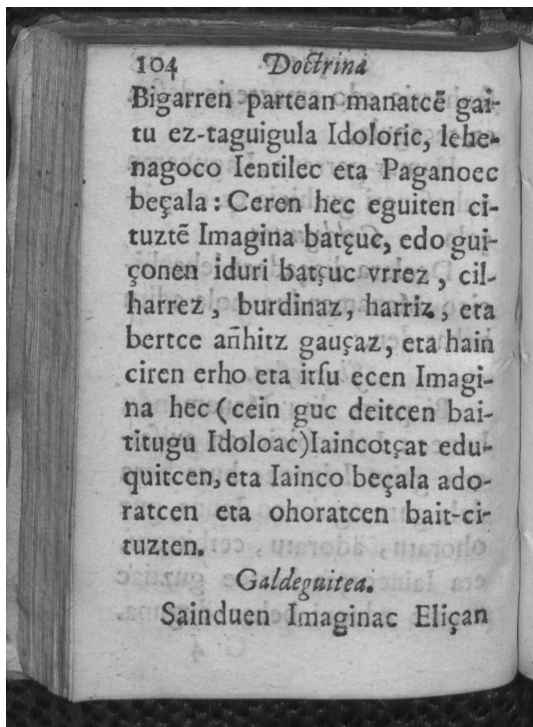 104 Doctrina
Bigarren partean manatcẽ gai-
tu ez-taguigula Idoloric, lehe-
nagoco Ientilec eta Paganoec
beçala : Ceren hec eguiten ci-
tuztẽ Imagina batçuc, edo gui-
çonen iduri batçuc vrrez , cil-
harrez , burdinaz, harriz, eta
bertce añhitz gauçaz, eta hain
ciren erho eta itſu ecen Imagi-
na hec (cein guc deitcen bai-
titugu Idoloac)Iaincotçat edu-
quitcen, eta Iainco beçala ado-
ratcen eta ohoratcen bait-ci-
tuzten.
Galdeguitea.
Sainduen Imaginac Eliçan